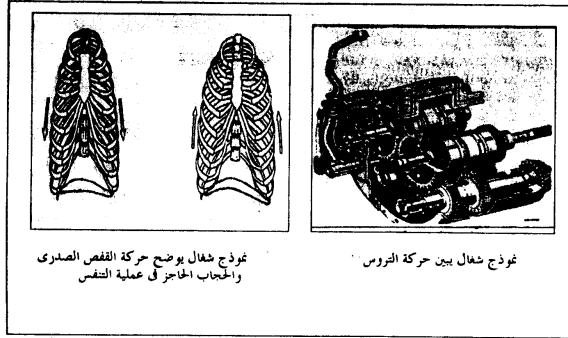 نموذج شغال يبين حركة التروس
نموذج شغال يوضح حركة القفص الصدرى
والحجاب الحاجز فى عملية التنفس